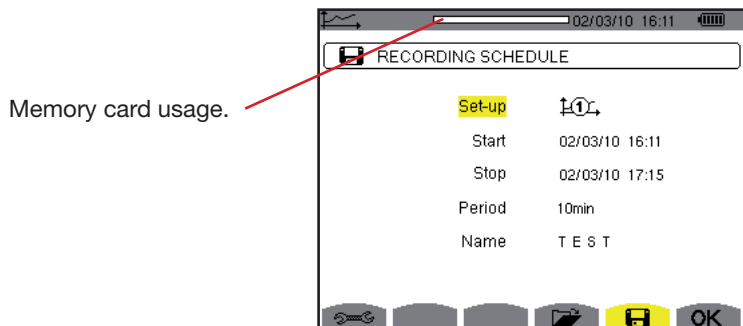 02/03/10 16:11
RECORDING SCHEDULE
Memory card usage.
Set-up 1
Start 02/03/10 16:11
Stop 02/03/10 17:15
Period 10min
Name T E S T
OK